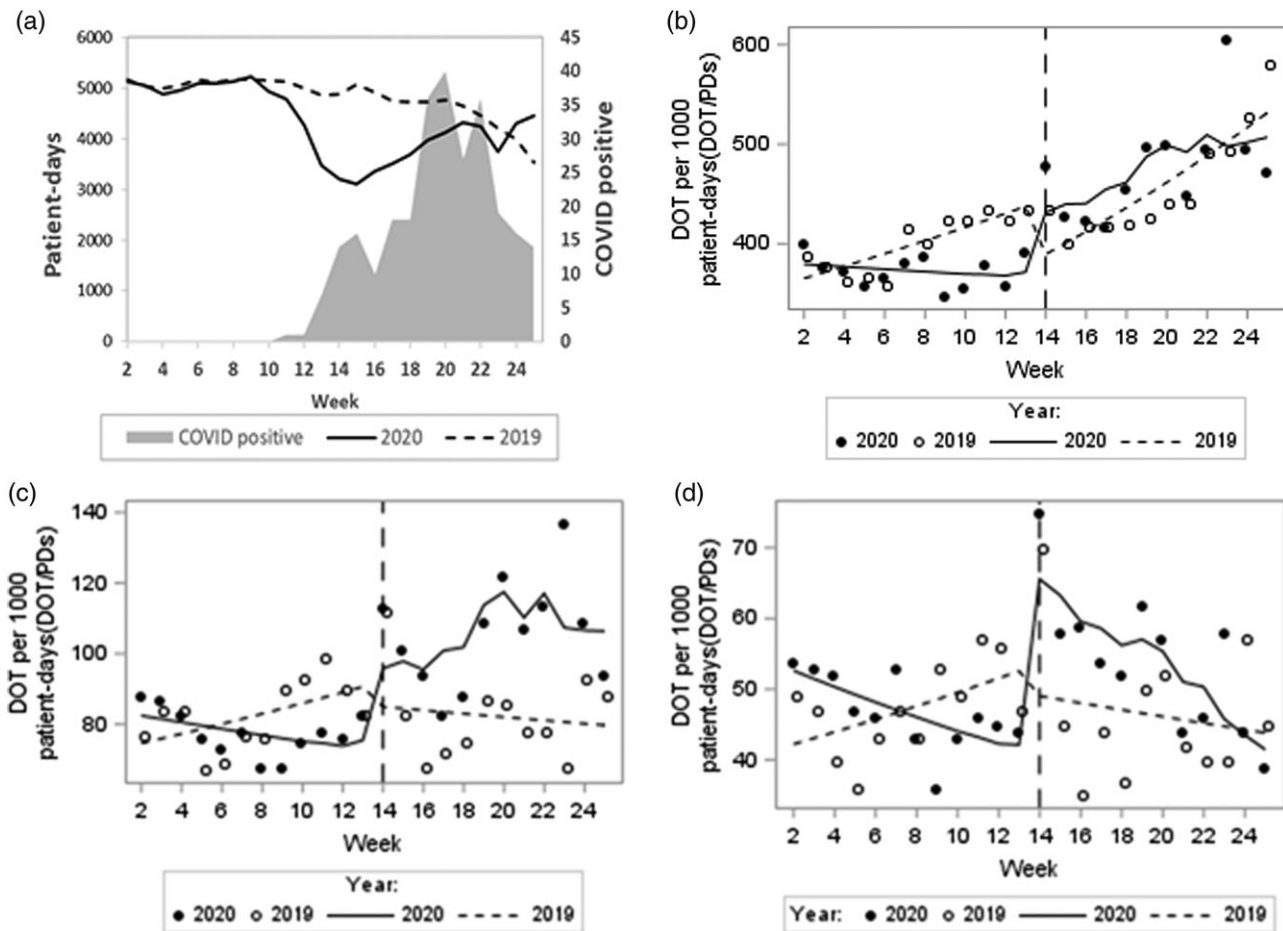 (a)
6000
5000
4000
3000
2000
1000
0
Patient-days
45
40
35
30
25
20
15
10
5
0
COVID positive
2 4 6 8 10 12 14 16 18 20 22 24
Week
COVID positive 2020 2019
(b)
600
500
400
DOT per 1000
patient-days(DOT/PDs)
2 4 6 8 10 12 14 16 18 20 22 24
Week
Year:
2020 2019 2020 2019
(c)
140
120
100
80
DOT per 1000
patient-days(DOT/PDs)
2 4 6 8 10 12 14 16 18 20 22 24
Week
Year:
2020 2019 2020 2019
(d)
70
60
50
40
DOT per 1000
patient-days(DOT/PDs)
2 4 6 8 10 12 14 16 18 20 22 24
Week
Year: 2020 2019 2020 2019